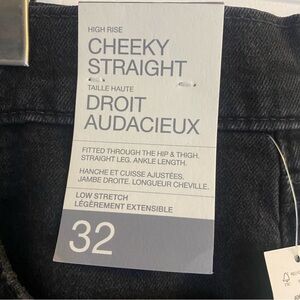 HIGH RISE
CHEEKY
STRAIGHT
TAILLE HAUTE
DROIT
AUDACIEUX
FITTED THROUGH THE HIP & THIGH.
STRAIGHT LEG. ANKLE LENGTH.
HANCHE ET CUISSE AJUSTÉES.
JAMBE DROITE. LONGUEUR CHEVILLE.
LOW STRETCH
LÉGÈREMENT EXTENSIBLE
32